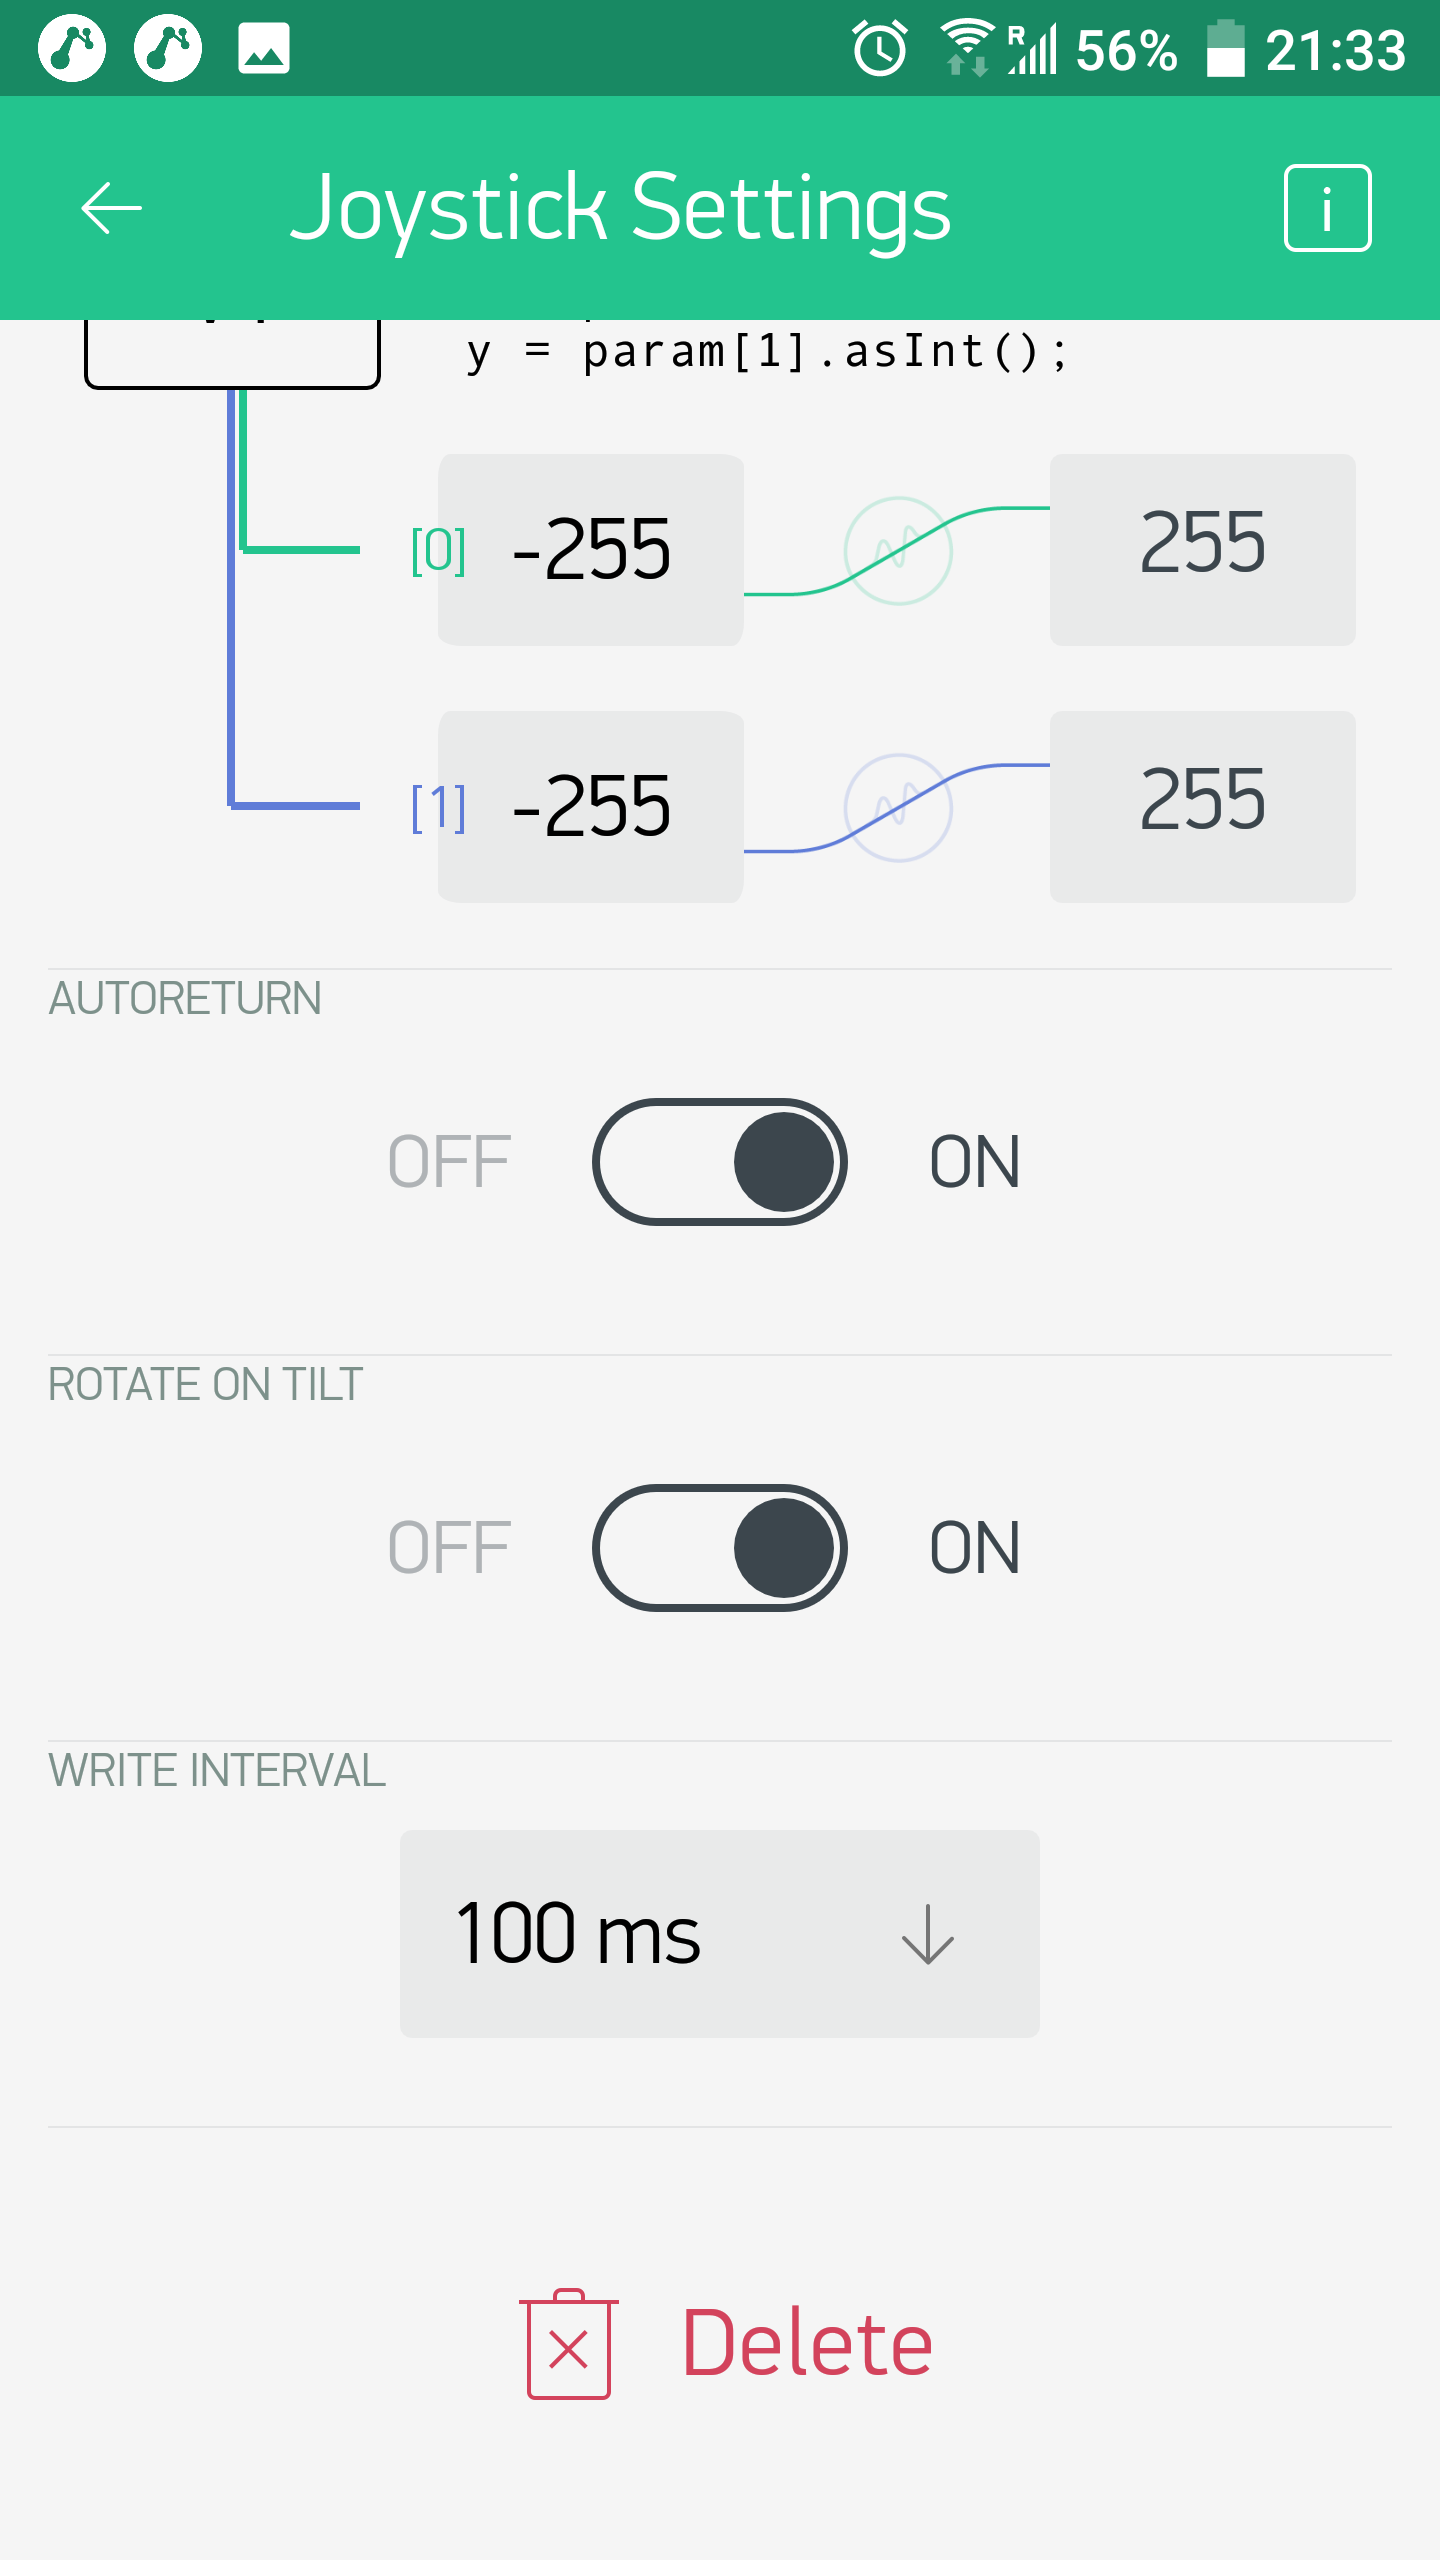 R 56% 21:33
Joystick Settings i
y = param[1].asInt();
[0] -255 255
[1] -255 255
AUTORETURN
OFF ON
ROTATE ON TILT
OFF ON
WRITE INTERVAL
100 ms
Delete